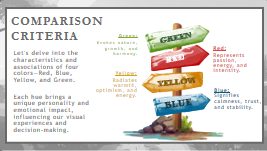 COMPARISON
CRITERIA
Let's delve into the
characteristics and
associations of four
colors—Red, Blue,
Yellow, and Green.
Each hue brings a
unique personality and
emotional impact,
influencing our visual
experiences and
decision-making.
Green:
Evokes nature,
growth, and
harmony.
Yellow:
Radiates
warmth,
optimism, and
energy.
GREEN
RED
YELLOW
BLUE
Red:
Represents
passion,
energy, and
intensity.
Blue:
Signifies
calmness, trust,
and stability.